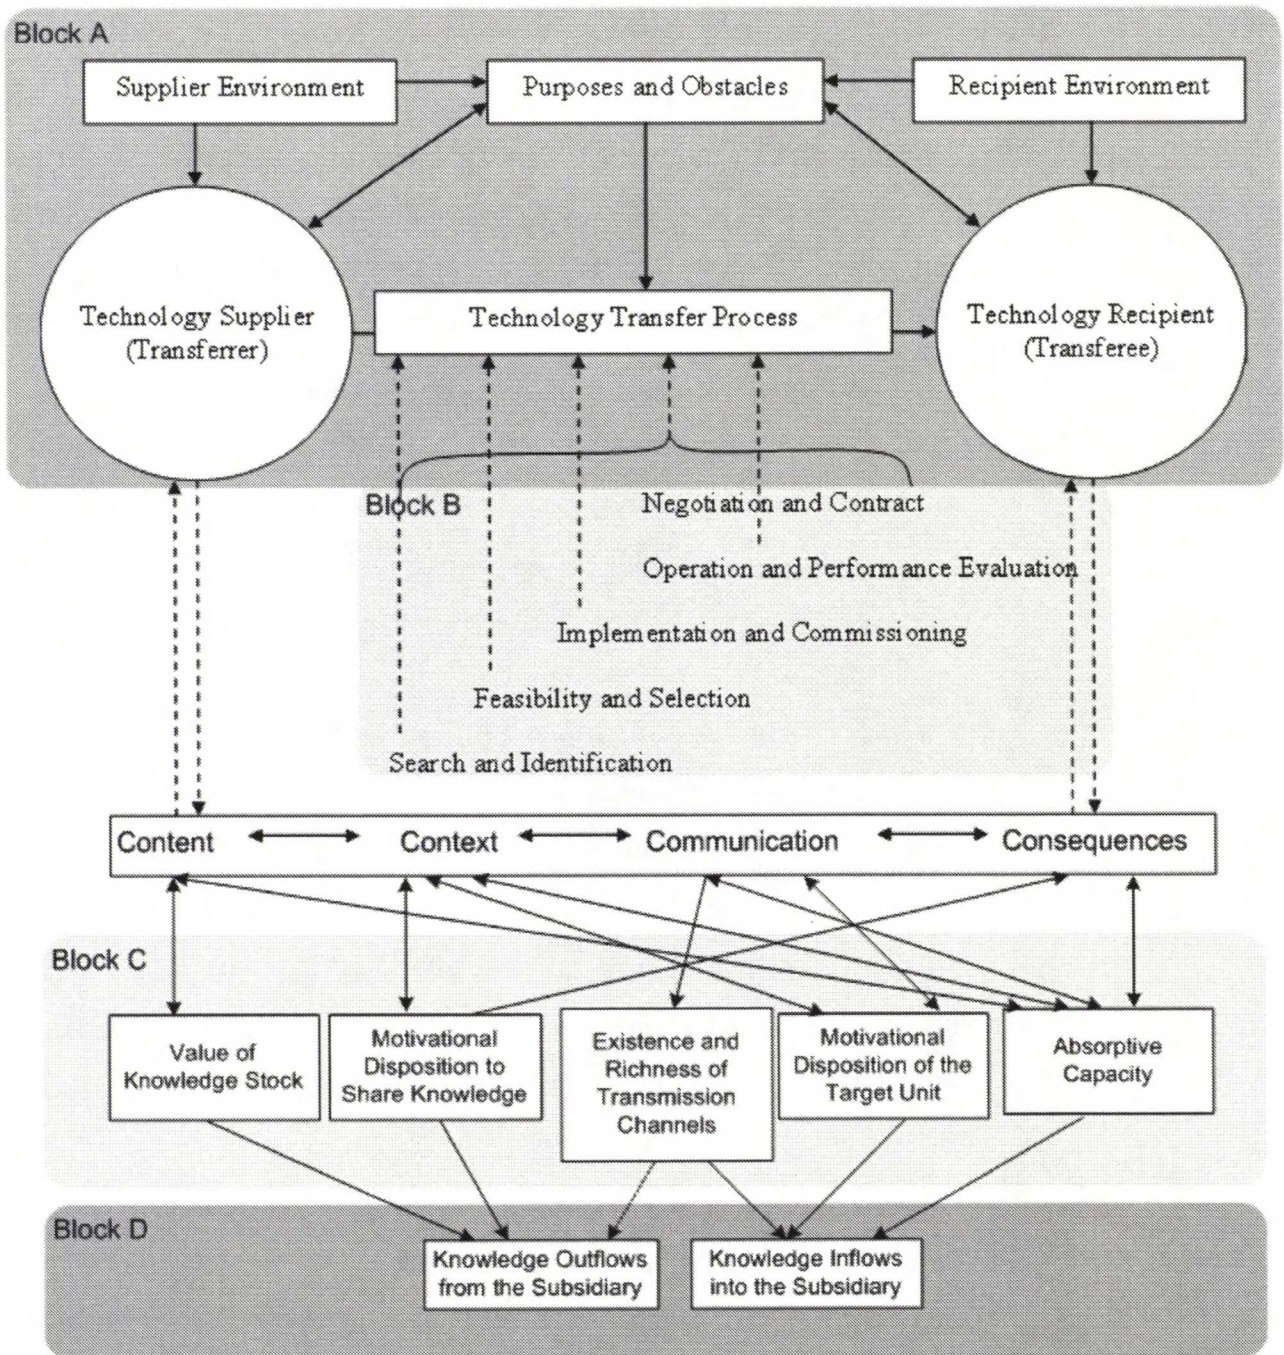 Block A
Supplier Environment
Purposes and Obstacles
Recipient Environment
Technology Supplier
(Transferrer)
Technology Transfer Process
Technology Recipient
(Transferee)
Block B
Negotiation and Contract
Operation and Performance Evaluation
Implementation and Commissioning
Feasibility and Selection
Search and Identification
Content
Context
Communication
Consequences
Block C
Value of
Knowledge Stock
Motivational
Disposition to
Share Knowledge
Existence and
Richness of
Transmission
Channels
Motivational
Disposition of the
Target Unit
Absorptive
Capacity
Block D
Knowledge Outflows
from the Subsidiary
Knowledge Inflows
into the Subsidiary